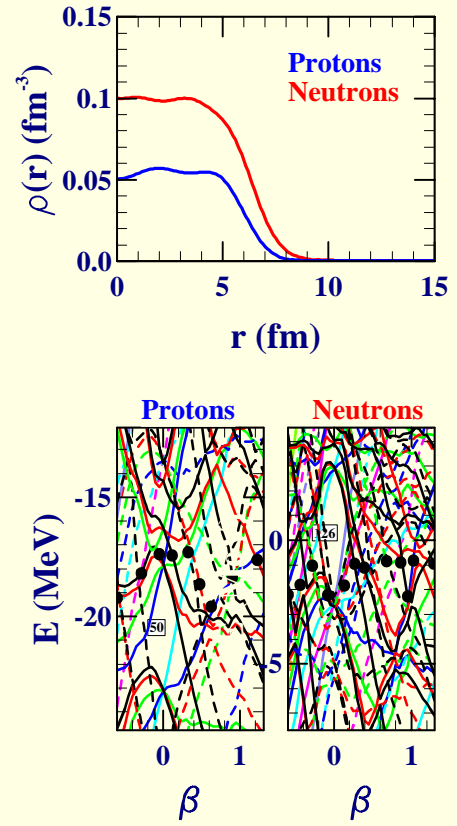 0.15
Protons
Neutrons
0.1
0.05
0.0
ρ(r) (fm⁻³)
0 5 10 15
r (fm)
Protons Neutrons
-15
-20
E (MeV)
50
126
0
-5
0 1 0 1
β β